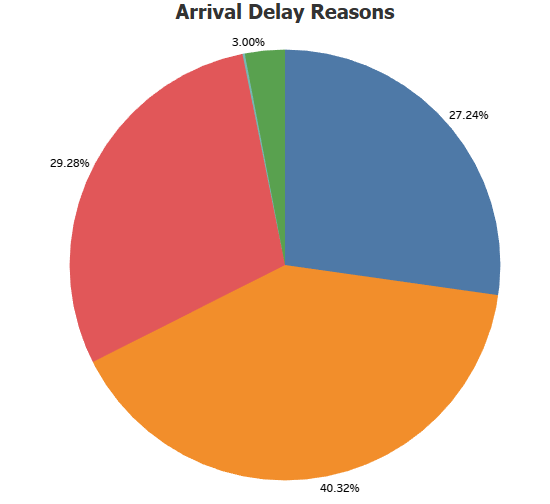 Arrival Delay Reasons
3.00%
27.24%
29.28%
40.32%